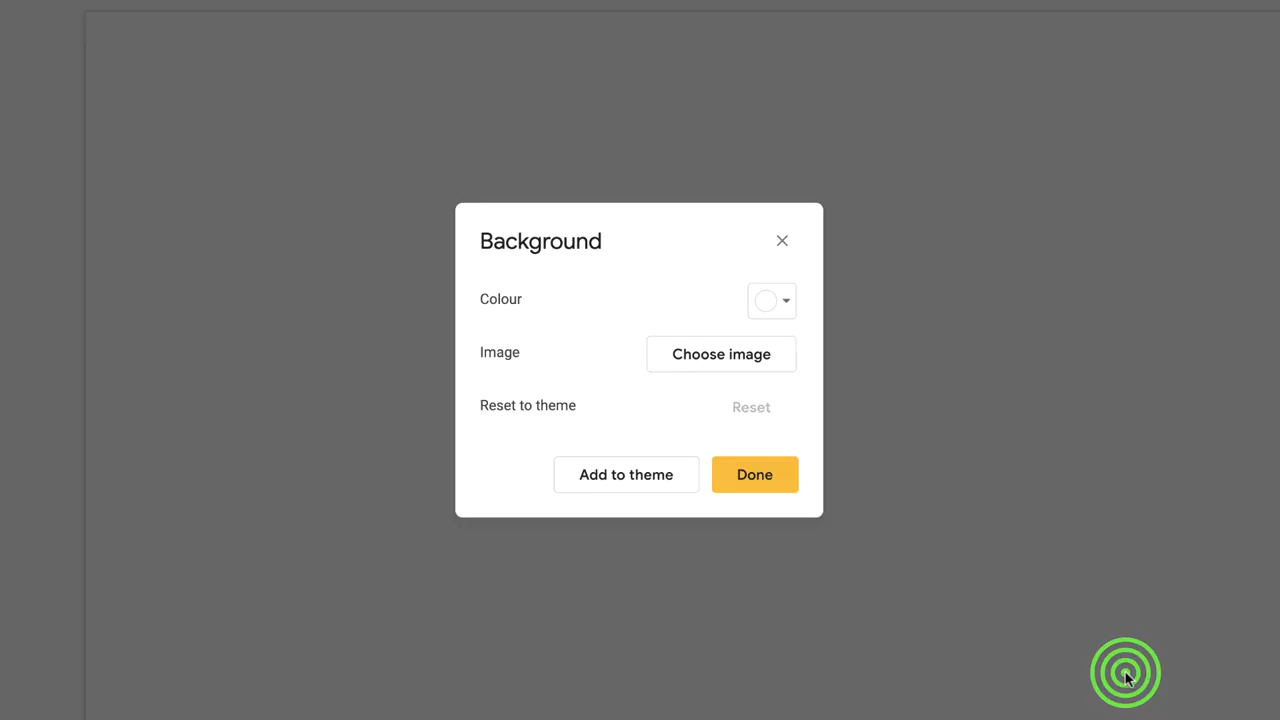 Background
Colour
Image
Choose image
Reset to theme
Reset
Add to theme
Done